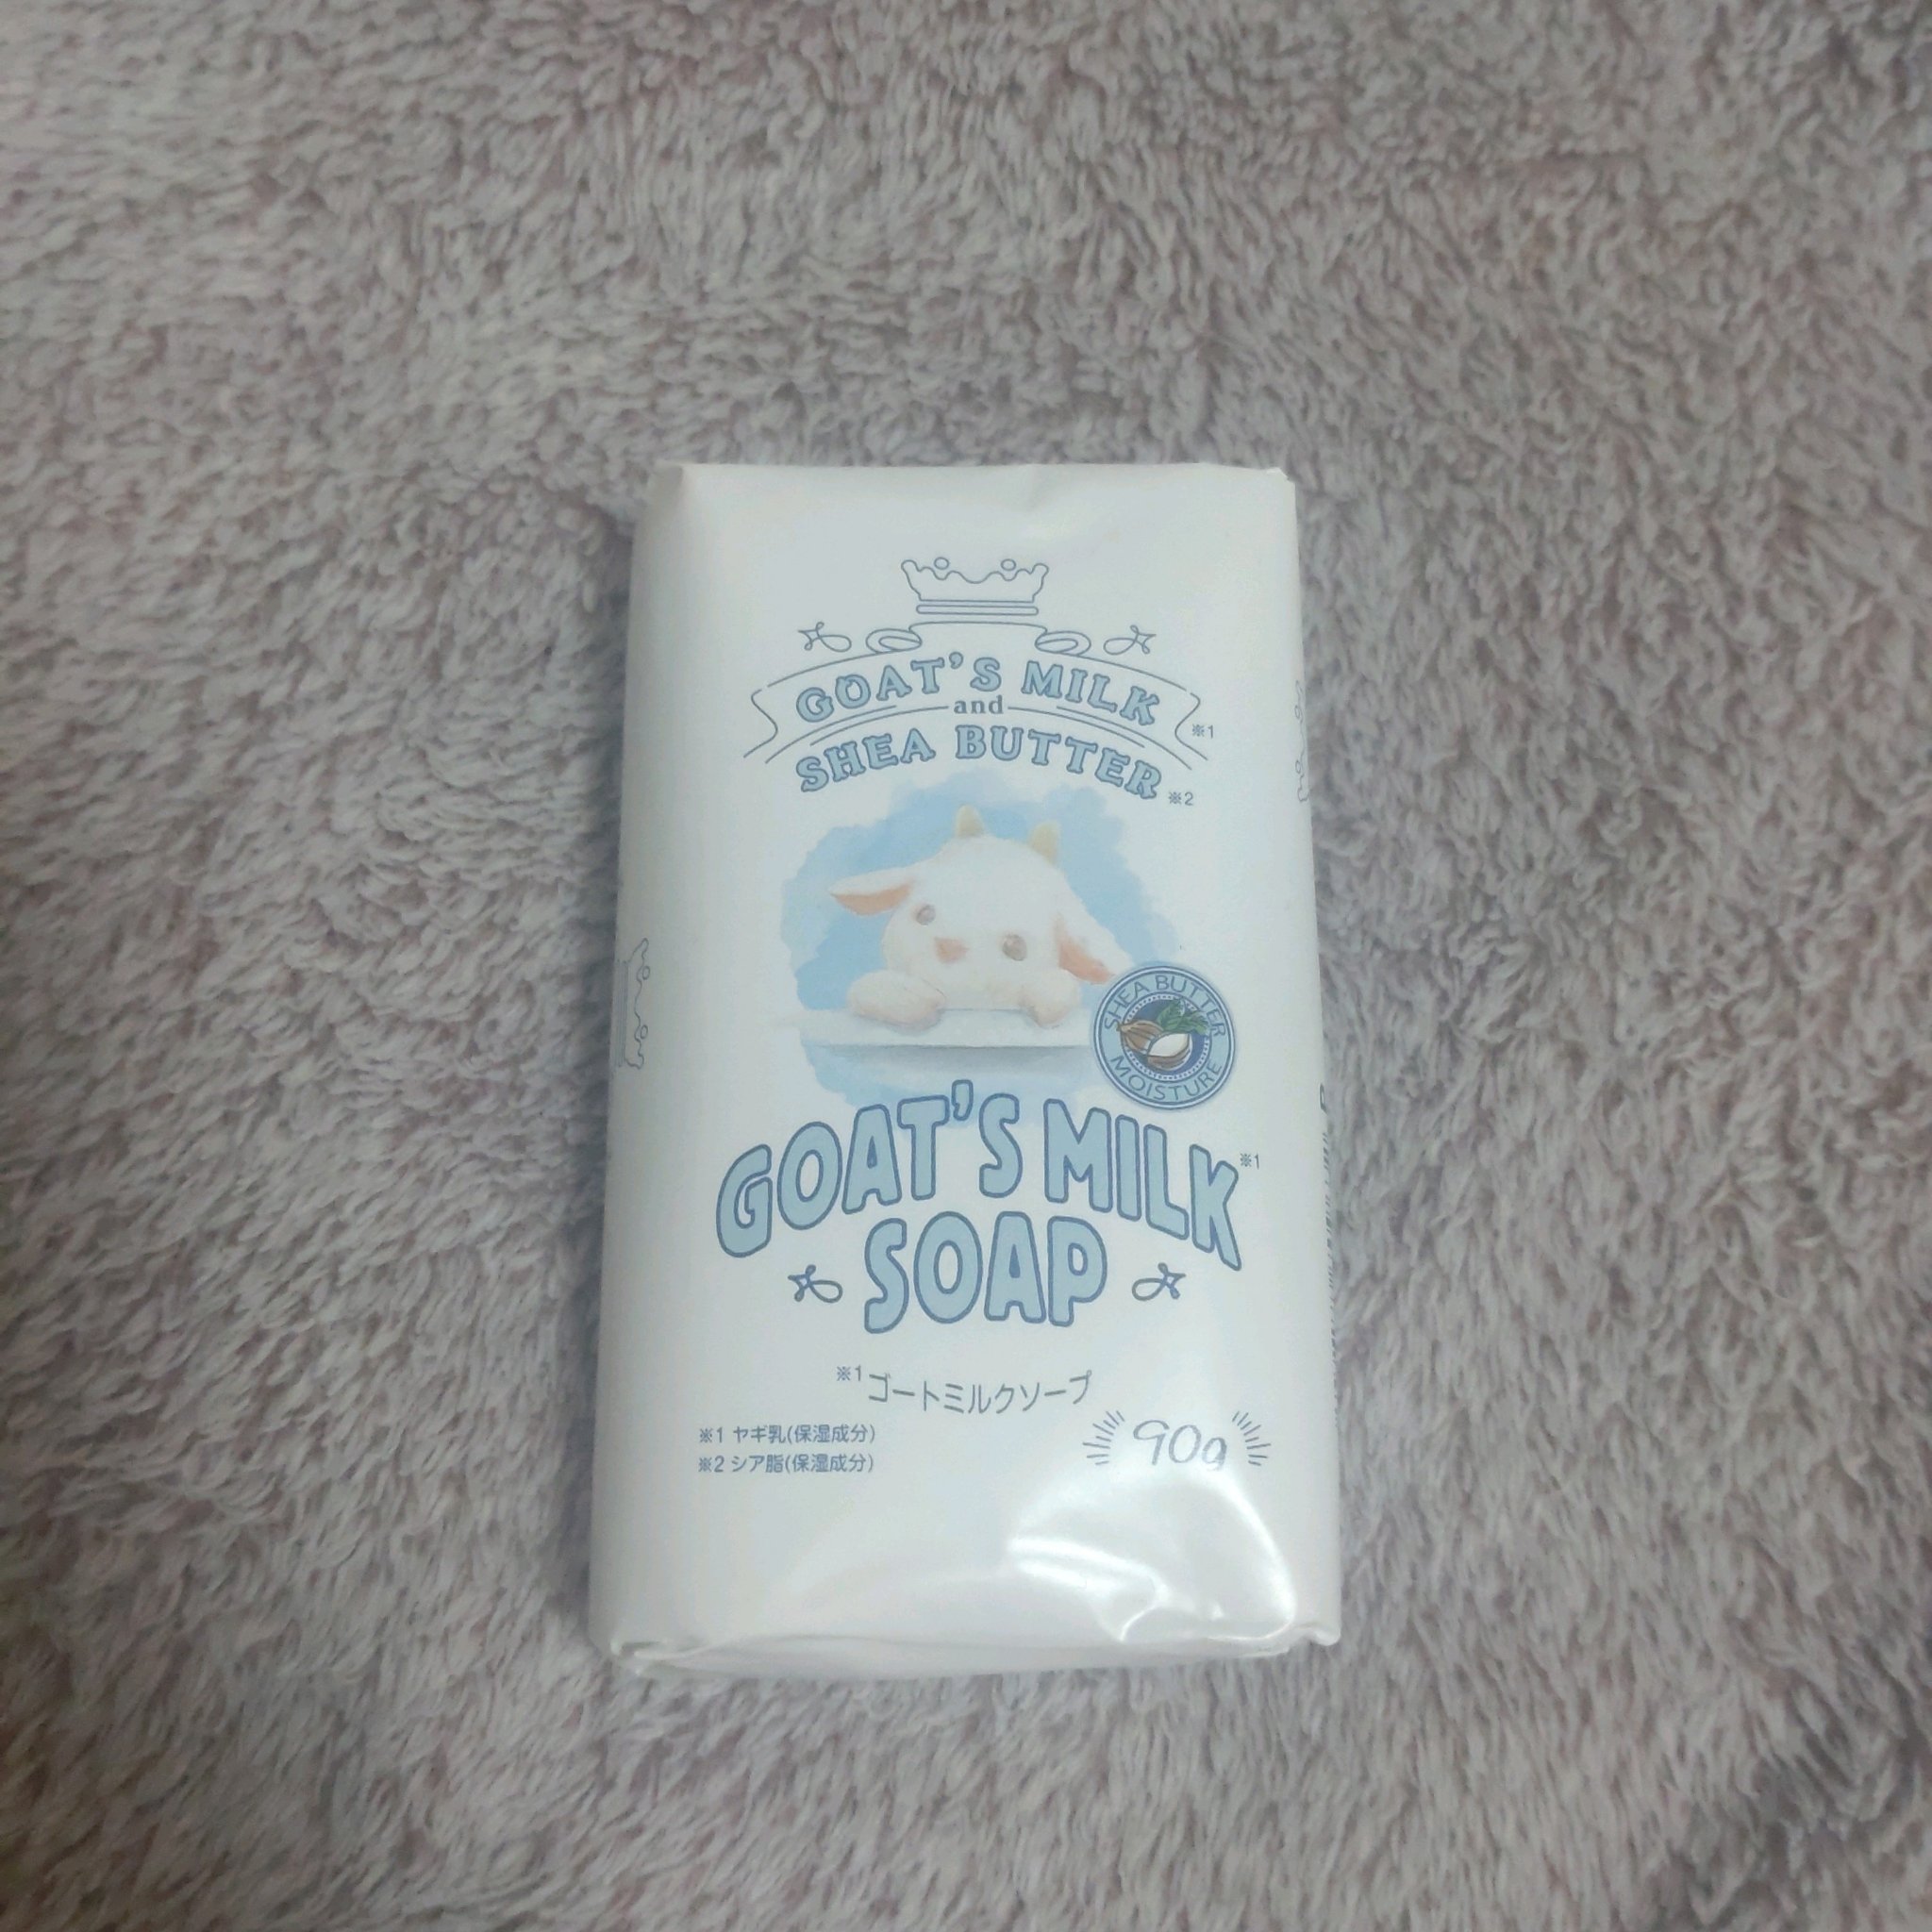 GOAT'S MILK
and
※1
SHEA BUTTER
※2
SHEA BUTTER
MOISTURE
GOAT'S MILK ※1
SOAP
※1 ゴートミルクソープ
※1 ヤギ乳(保湿成分)
※2 シア脂(保湿成分)
90g